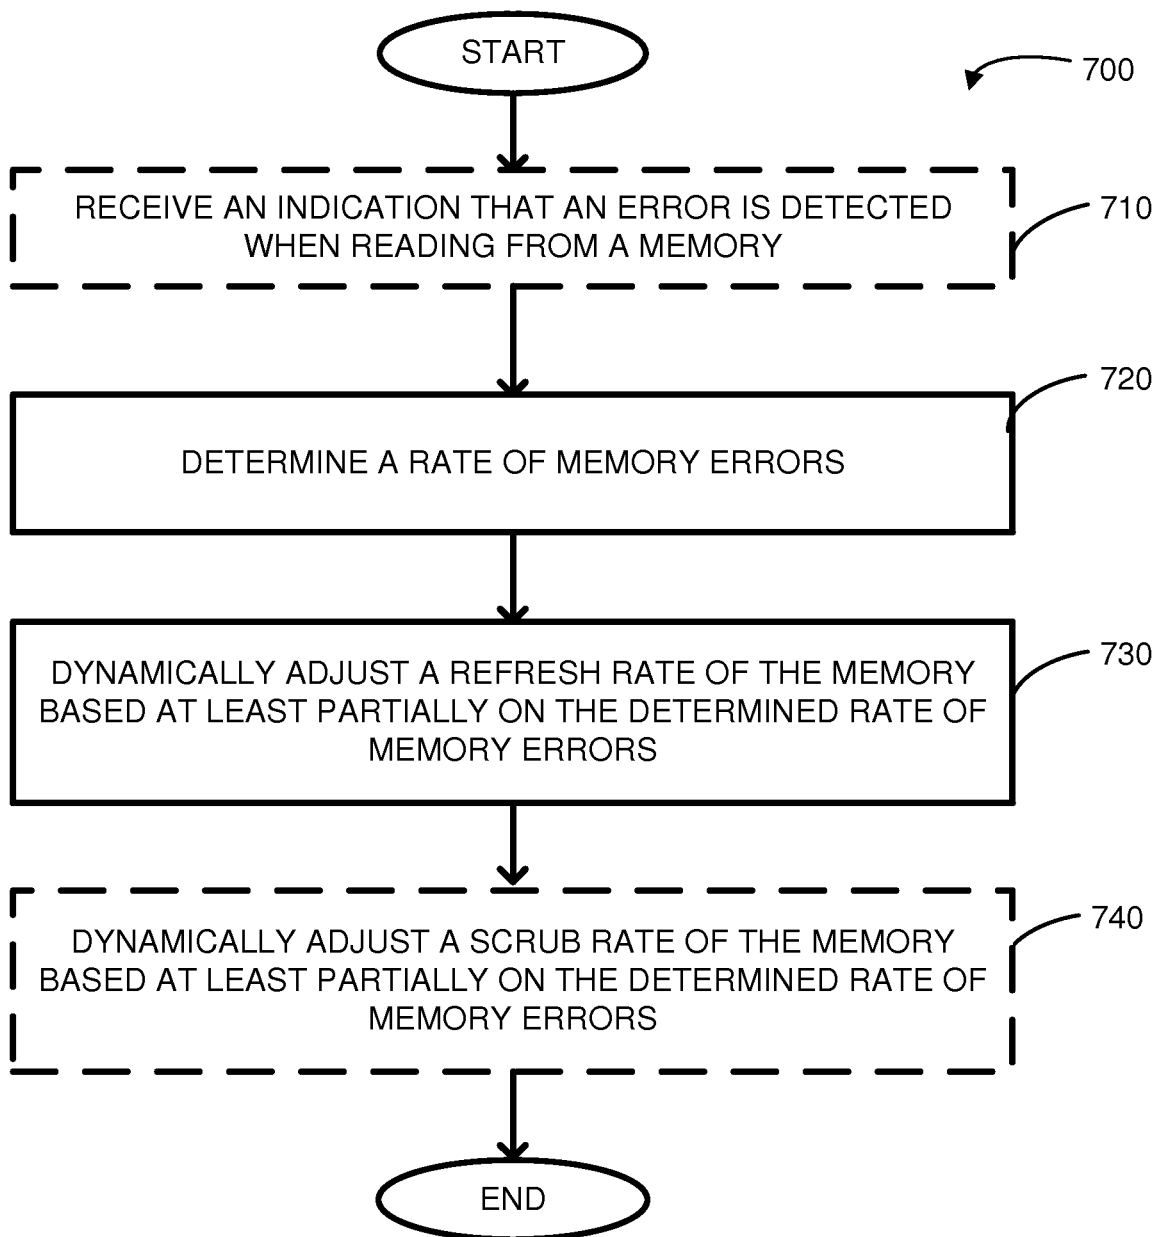 START
700
RECEIVE AN INDICATION THAT AN ERROR IS DETECTED
WHEN READING FROM A MEMORY
710
720
DETERMINE A RATE OF MEMORY ERRORS
DYNAMICALLY ADJUST A REFRESH RATE OF THE MEMORY
BASED AT LEAST PARTIALLY ON THE DETERMINED RATE OF
MEMORY ERRORS
730
DYNAMICALLY ADJUST A SCRUB RATE OF THE MEMORY
BASED AT LEAST PARTIALLY ON THE DETERMINED RATE OF
MEMORY ERRORS
740
END